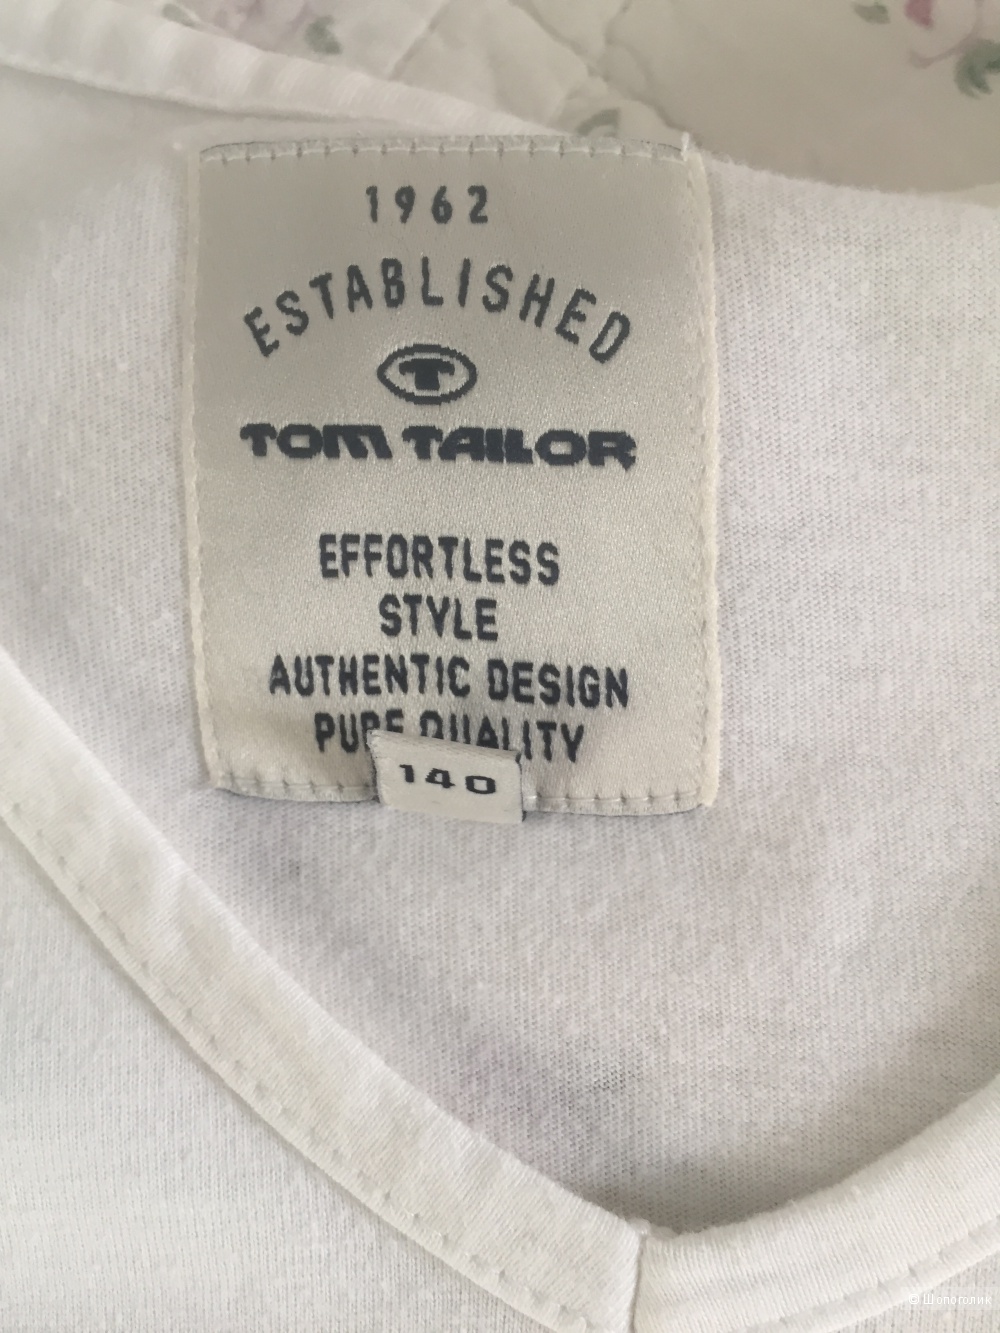 1962
ESTABLISHED
TOM TAILOR
EFFORTLESS
STYLE
AUTHENTIC DESIGN
PURE QUALITY
140
© Шопоголик